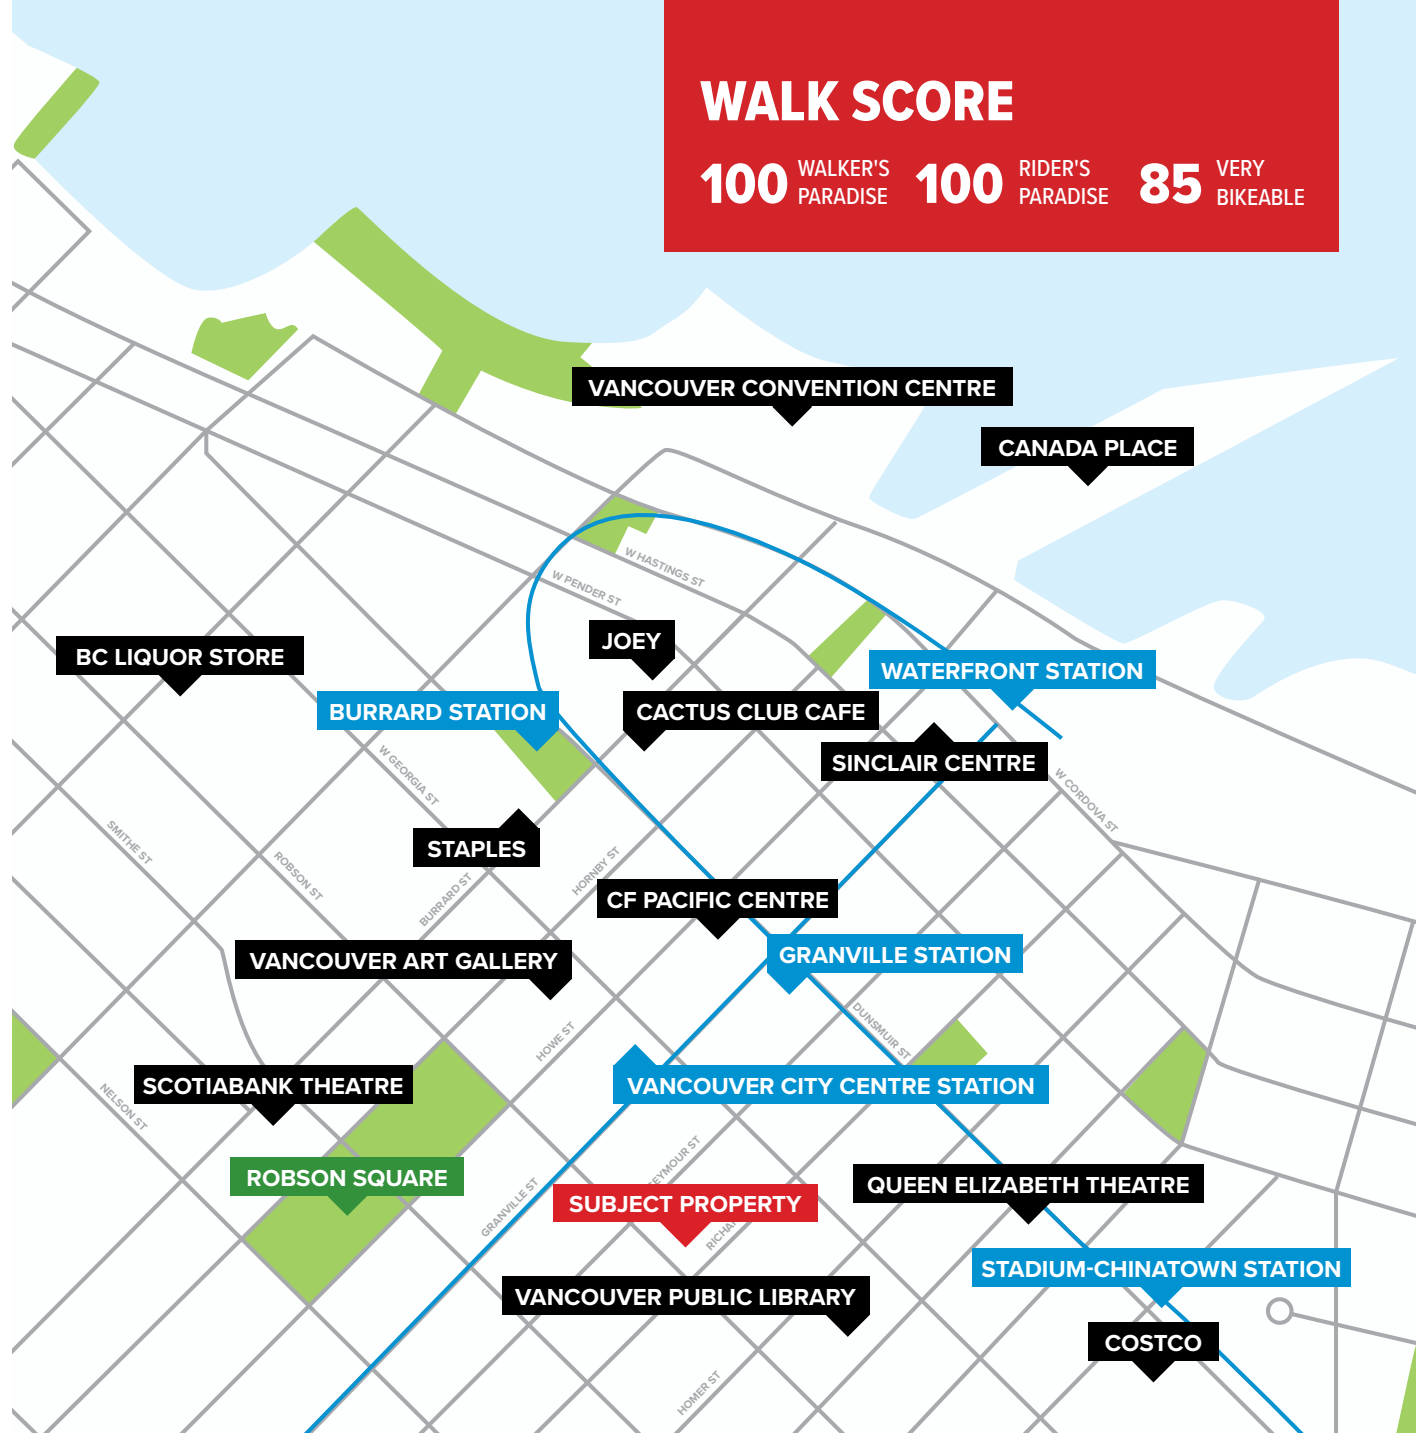 WALK SCORE
100 WALKER'S PARADISE
100 RIDER'S PARADISE
85 VERY BIKEABLE
VANCOUVER CONVENTION CENTRE
CANADA PLACE
W HASTINGS ST
W PENDER ST
JOEY
BC LIQUOR STORE
WATERFRONT STATION
BURRARD STATION
CACTUS CLUB CAFE
SINCLAIR CENTRE
W GEORGIA ST
W CORDOVA ST
SMITHE ST
STAPLES
ROBSON ST
BURRARD ST
HORNBY ST
CF PACIFIC CENTRE
VANCOUVER ART GALLERY
GRANVILLE STATION
HOWE ST
DUNSMUIR ST
SCOTIABANK THEATRE
VANCOUVER CITY CENTRE STATION
NELSON ST
ROBSON SQUARE
GRANVILLE ST
EYMOUR ST
SUBJECT PROPERTY
QUEEN ELIZABETH THEATRE
RICHA
STADIUM-CHINATOWN STATION
VANCOUVER PUBLIC LIBRARY
COSTCO
HOMER ST